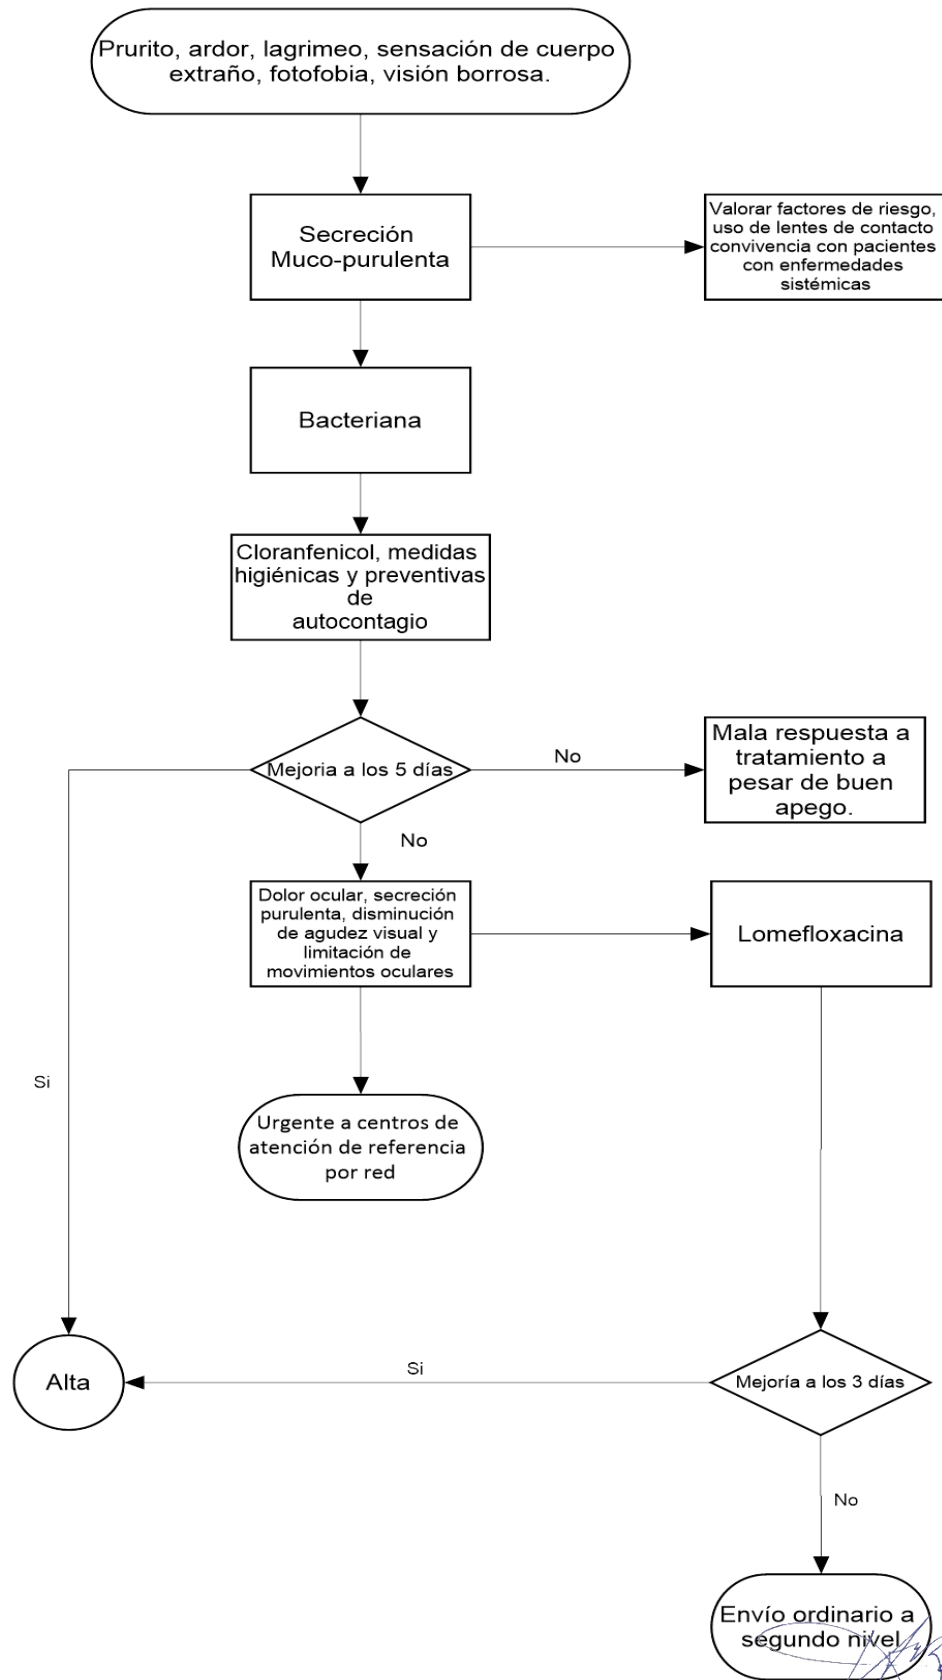 Prurito, ardor, lagrimeo, sensación de cuerpo
extraño, fotofobia, visión borrosa.
Secreción
Muco-purulenta
Valorar factores de riesgo,
uso de lentes de contacto
convivencia con pacientes
con enfermedades
sistémicas
Bacteriana
Cloranfenicol, medidas
higiénicas y preventivas
de
autocontagio
Mejoria a los 5 días
No
Mala respuesta a
tratamiento a
pesar de buen
apego.
No
Dolor ocular, secreción
purulenta, disminución
de agudez visual y
limitación de
movimientos oculares
Lomefloxacina
Si
Urgente a centros de
atención de referencia
por red
Alta
Si
Mejoría a los 3 días
No
Envío ordinario a
segundo nivel